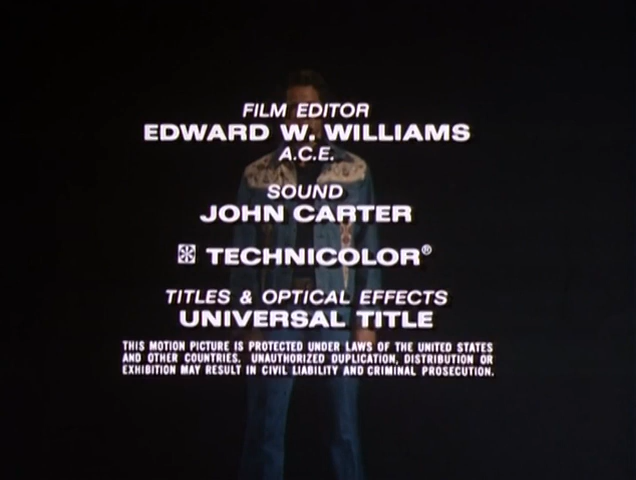 FILM EDITOR
EDWARD W. WILLIAMS
A.C.E.
SOUND
JOHN CARTER
TECHNICOLOR®
TITLES & OPTICAL EFFECTS
UNIVERSAL TITLE
THIS MOTION PICTURE IS PROTECTED UNDER LAWS OF THE UNITED STATES
AND OTHER COUNTRIES. UNAUTHORIZED DUPLICATION, DISTRIBUTION OR
EXHIBITION MAY RESULT IN CIVIL LIABILITY AND CRIMINAL PROSECUTION.